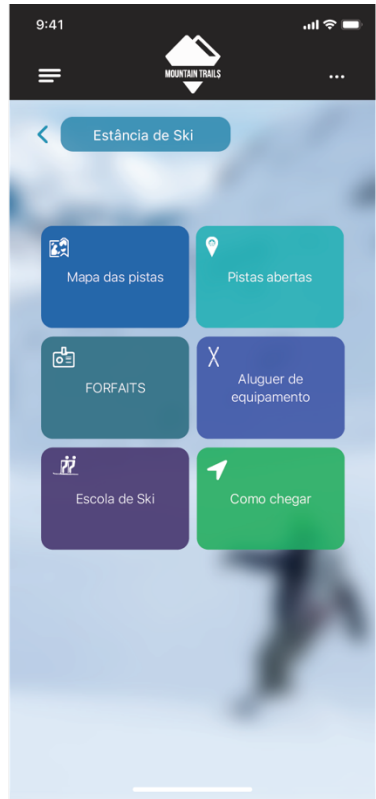 9:41
MOUNTAIN TRAILS
Estância de Ski
Mapa das pistas
Pistas abertas
FORFAITS
Aluguer de
equipamento
Escola de Ski
Como chegar